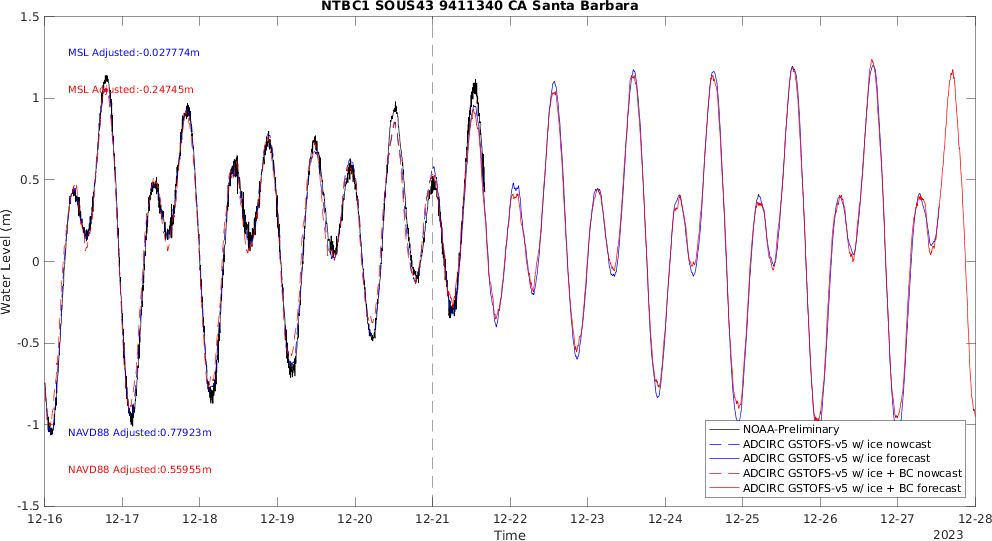 NTBC1 SOUS43 9411340 CA Santa Barbara
1.5
1
0.5
0
-0.5
-1
-1.5
Water Level (m)
MSL Adjusted:-0.027774m
MSL Adjusted:-0.24745m
NAVD88 Adjusted:0.77923m
NAVD88 Adjusted:0.55955m
NOAA-Preliminary
ADCIRC GSTOFS-v5 w/ ice nowcast
ADCIRC GSTOFS-v5 w/ ice forecast
ADCIRC GSTOFS-v5 w/ ice + BC nowcast
ADCIRC GSTOFS-v5 w/ ice + BC forecast
12-16 12-17 12-18 12-19 12-20 12-21 12-22 12-23 12-24 12-25 12-26 12-27 12-28
Time
2023